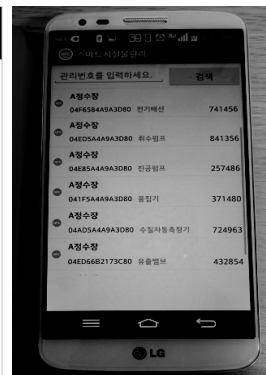 스마트시설물관리
관리번호를 입력하세요. 검색
A정수장
04F6584A9A3D80 전기배선 741456
A정수장
04ED5A4A9A3D80 취수펌프 841356
A정수장
04E85A4A9A3D80 진공펌프 257486
A정수장
041F5A4A9A3D80 응집기 371480
A정수장
04AD5A4A9A3D80 수질자동측정기 724963
A정수장
04ED66B2173C80 유출밸브 432854
LG